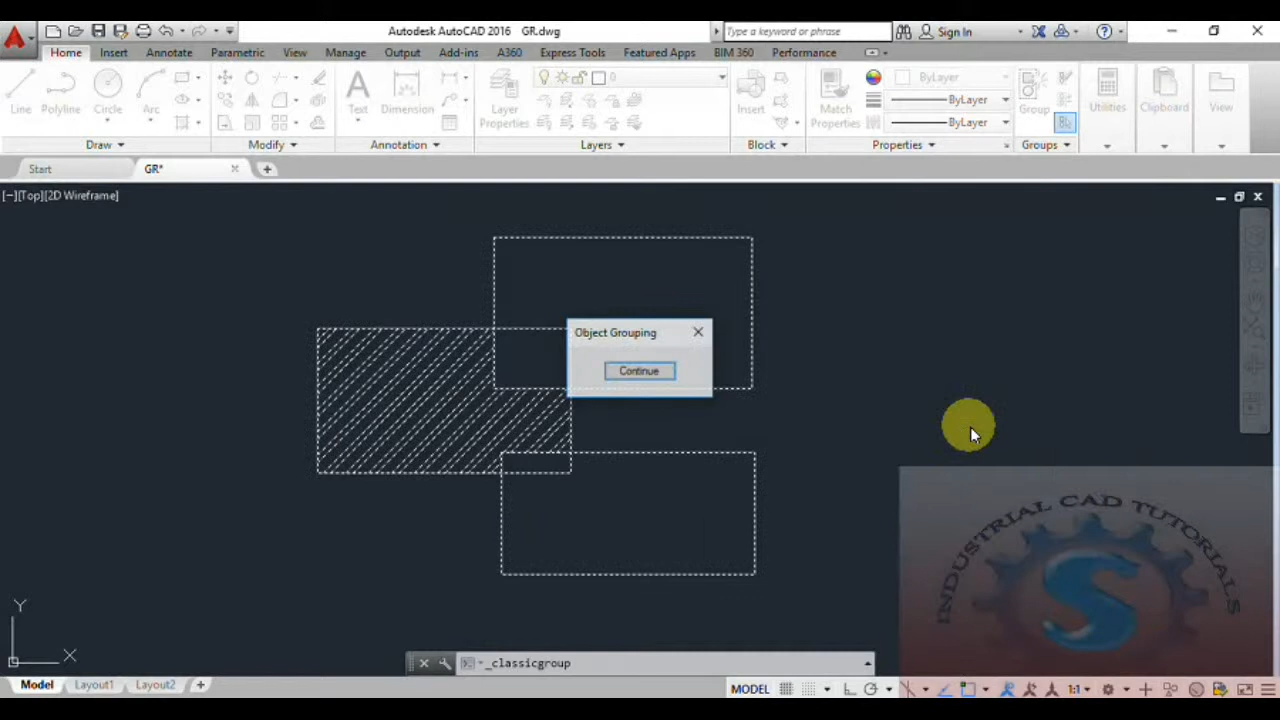 Autodesk AutoCAD 2016 GR.dwg
Type a keyword or phrase
Sign In
Home Insert Annotate Parametric View Manage Output Add-ins A360 Express Tools Featured Apps BIM 360 Performance
Line Polyline Circle Arc
Text Dimension
Layer Properties
0
Insert
Match Properties
ByLayer
ByLayer
ByLayer
Group
Utilities
Clipboard
View
Draw Modify Annotation Layers Block Properties Groups
Start GR*
[−][Top][2D Wireframe]
Object Grouping
Continue
INDUSTRIAL CAD TUTORIALS
S
Y
X
_classicgroup
Model Layout1 Layout2
MODEL 1:1